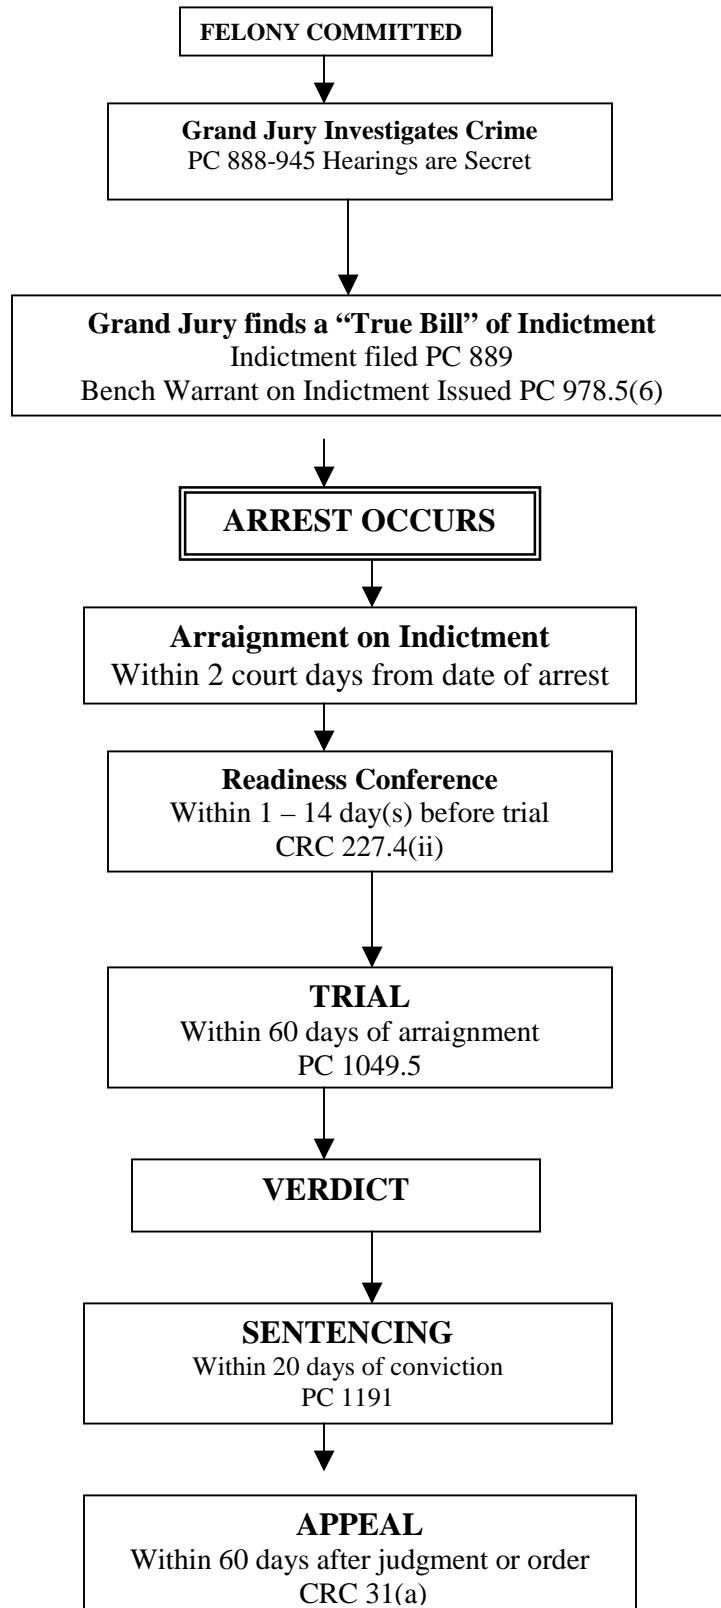 FELONY COMMITTED
Grand Jury Investigates Crime
PC 888-945 Hearings are Secret
Grand Jury finds a “True Bill” of Indictment
Indictment filed PC 889
Bench Warrant on Indictment Issued PC 978.5(6)
ARREST OCCURS
Arraignment on Indictment
Within 2 court days from date of arrest
Readiness Conference
Within 1 – 14 day(s) before trial
CRC 227.4(ii)
TRIAL
Within 60 days of arraignment
PC 1049.5
VERDICT
SENTENCING
Within 20 days of conviction
PC 1191
APPEAL
Within 60 days after judgment or order
CRC 31(a)